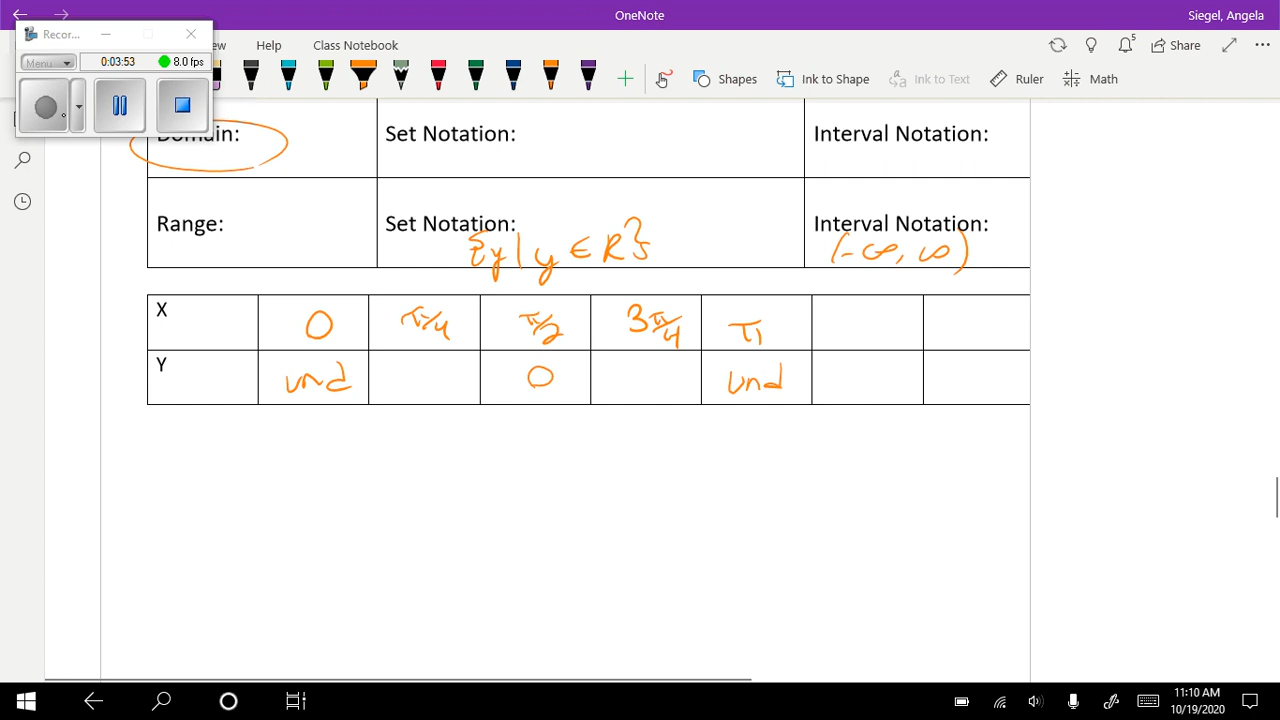 OneNote
Siegel, Angela
Recor...
ew Help Class Notebook
Share
Menu 0:03:53 8.0 fps
Shapes Ink to Shape Ink to Text Ruler Math
Domain: Set Notation: Interval Notation:
Range: Set Notation: Interval Notation:
{y | y ∈ R} (-∞, ∞)
X 0 π/4 π/2 3π/4 π
Y und 0 und
11:10 AM
10/19/2020